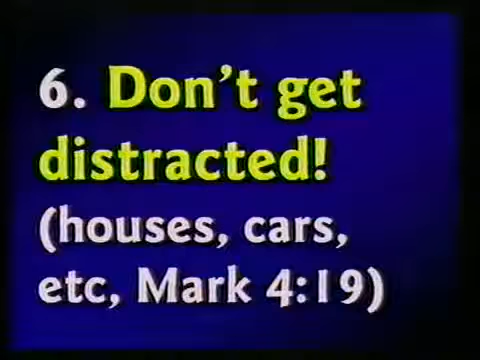 6. Don't get
distracted!
(houses, cars,
etc, Mark 4:19)